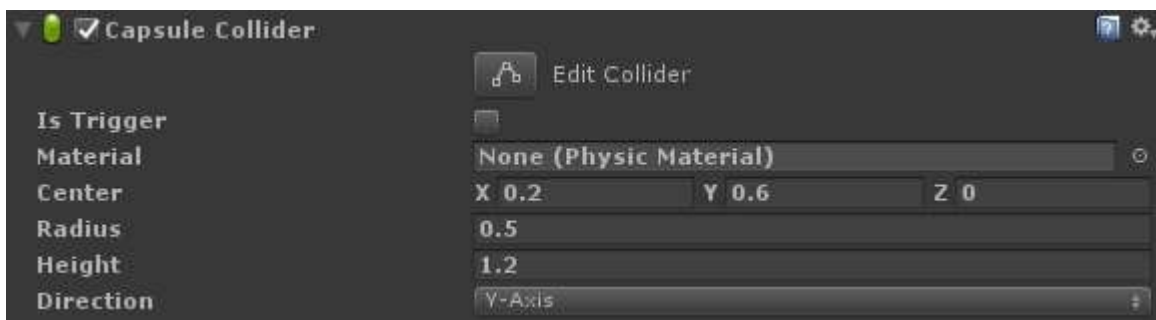 Capsule Collider
Edit Collider
Is Trigger
Material None (Physic Material)
Center X 0.2 Y 0.6 Z 0
Radius 0.5
Height 1.2
Direction Y-Axis